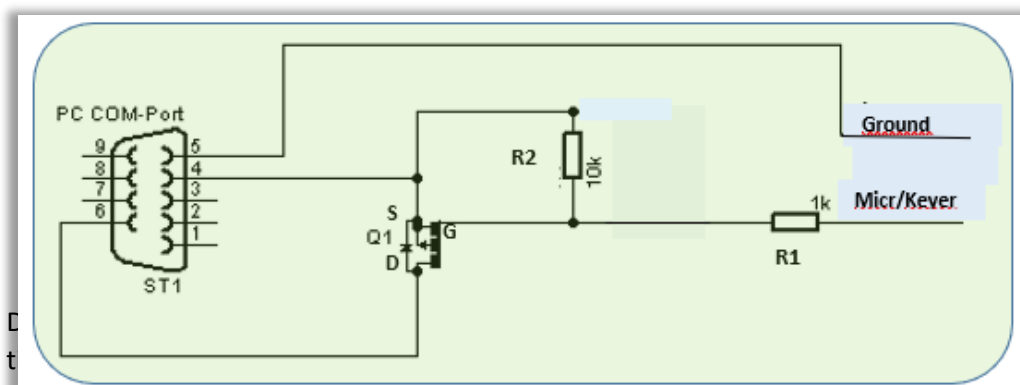 PC COM-Port
Ground
9
5
8
4
7
3
6
2
1
ST1
R2
10k
S
Q1
G
D
1k
Micr/Kever
R1
D
t